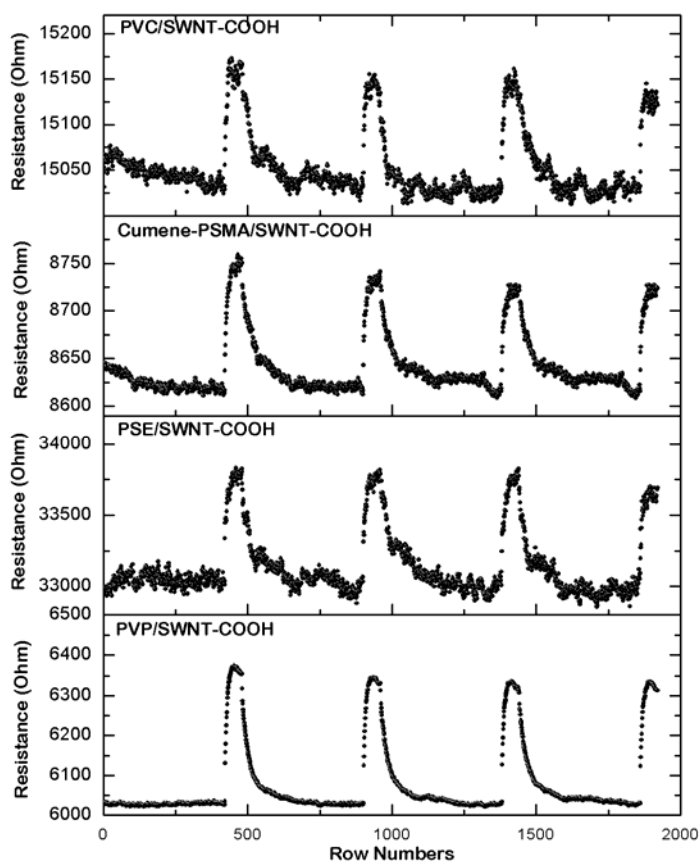 PVC/SWNT-COOH
15200
15150
15100
15050
Resistance (Ohm)
Cumene-PSMA/SWNT-COOH
8750
8700
8650
8600
Resistance (Ohm)
PSE/SWNT-COOH
34000
33500
33000
Resistance (Ohm)
6500
PVP/SWNT-COOH
6400
6300
6100
6000
Resistance (Ohm)
0 500 1000 1500 2000
Row Numbers